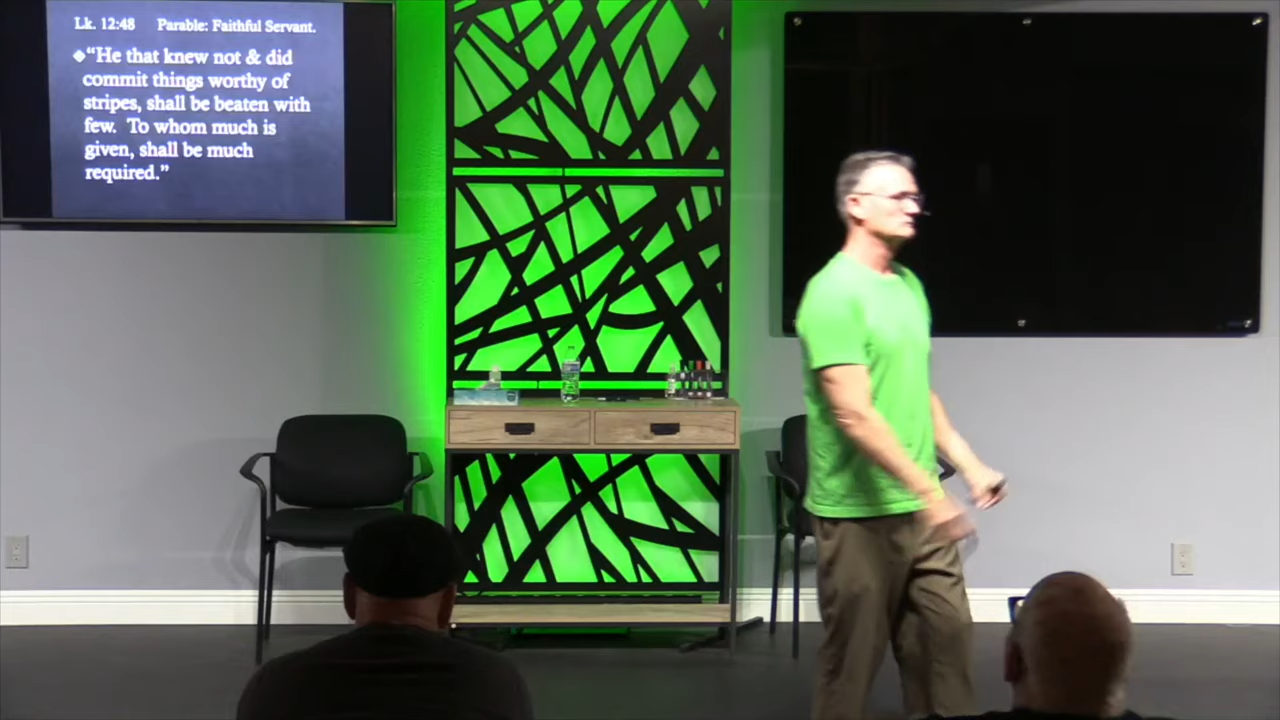 Lk. 12:48 Parable: Faithful Servant.
◆“He that knew not & did
commit things worthy of
stripes, shall be beaten with
few. To whom much is
given, shall be much
required.”